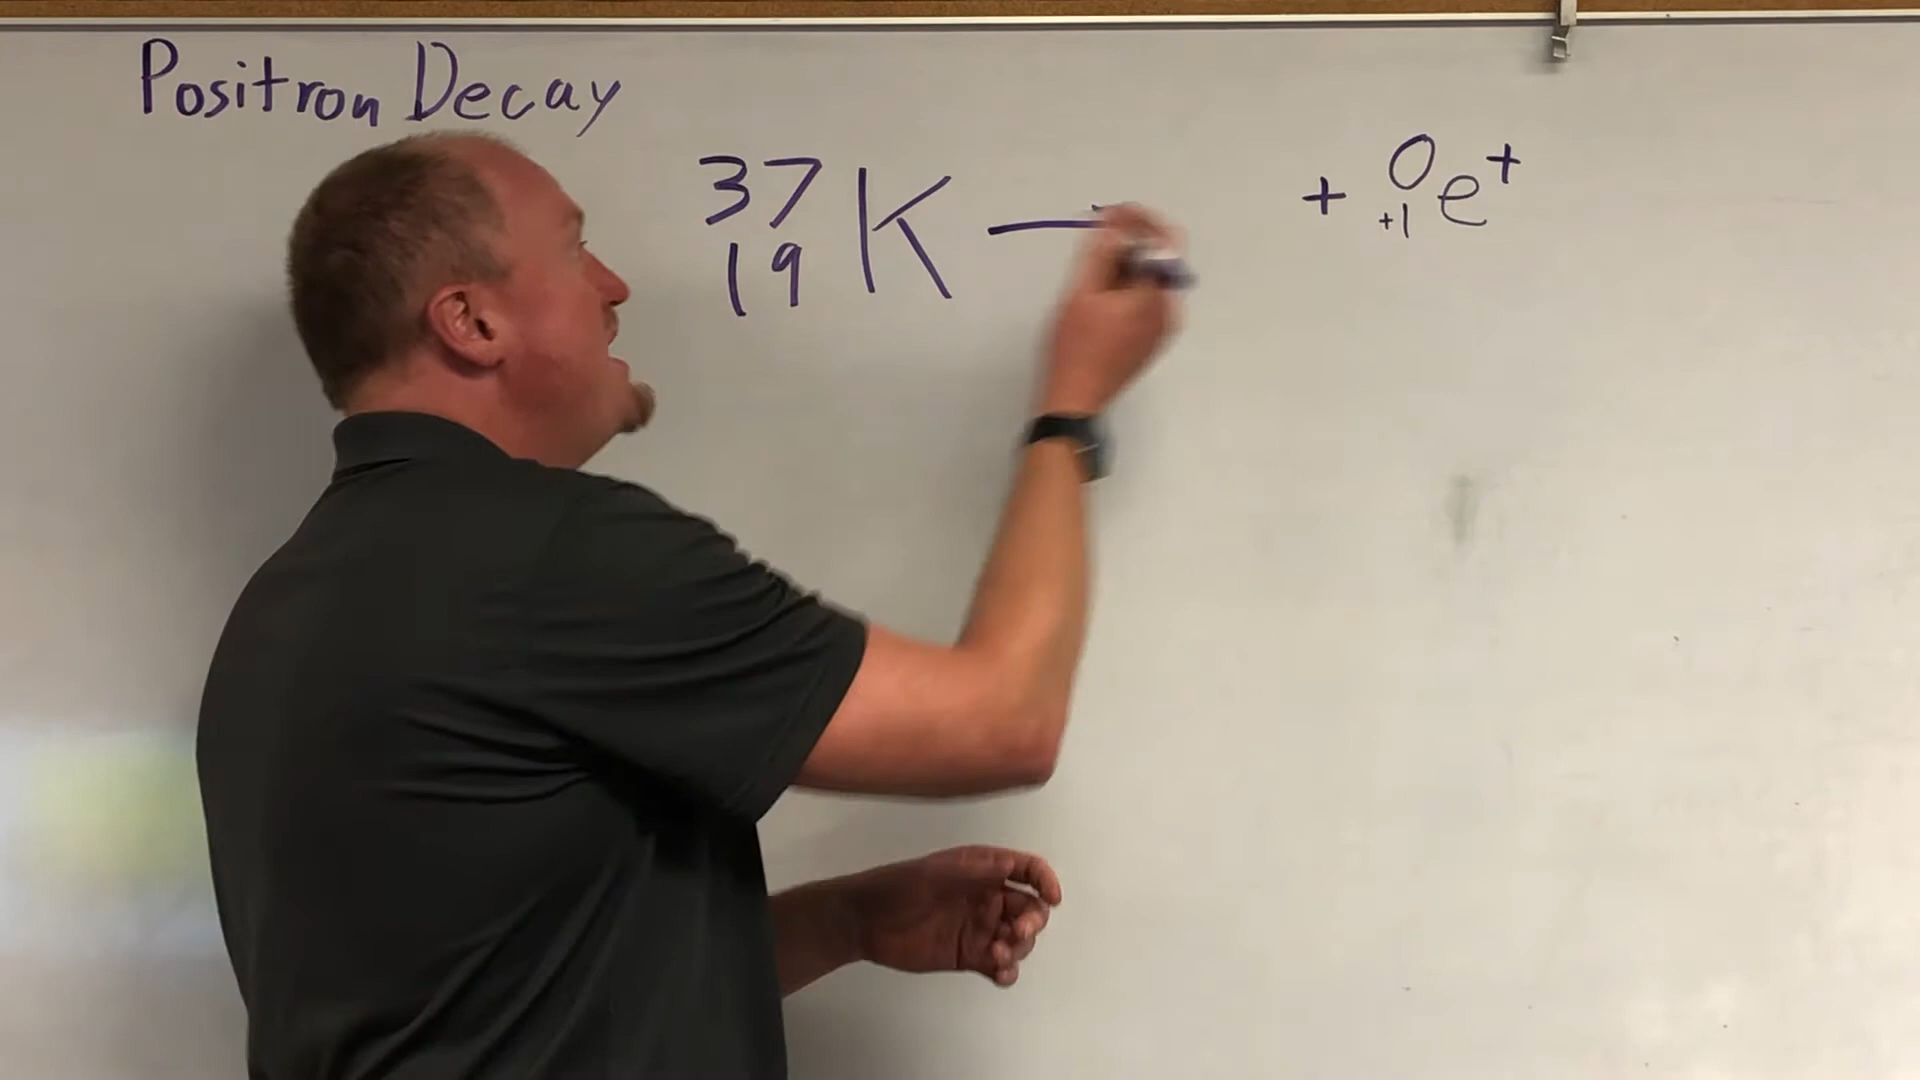 Positron Decay
37
19 K → + 0
+1 e+